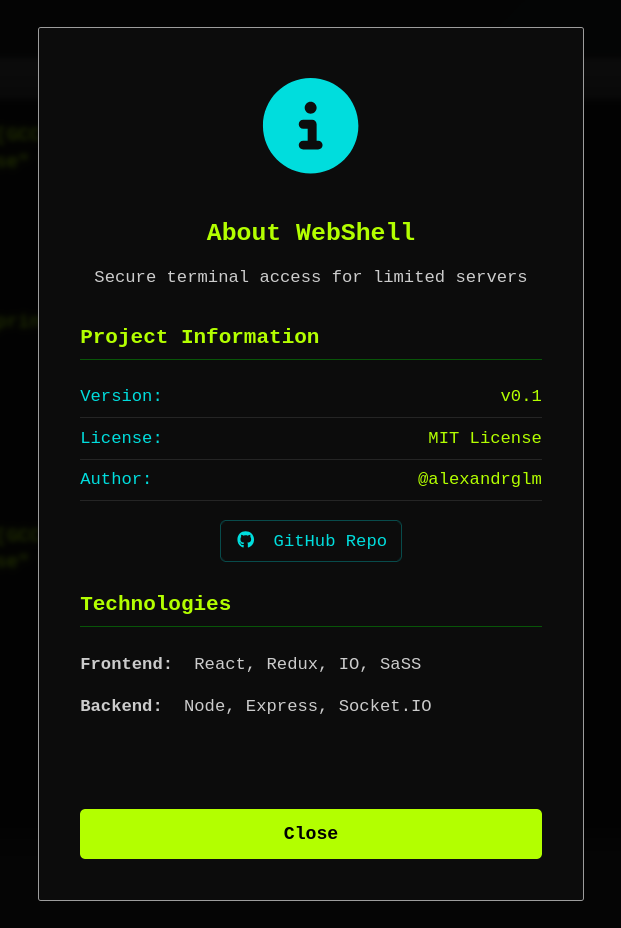 About WebShell
Secure terminal access for limited servers
Project Information
Version: v0.1
License: MIT License
Author: @alexandrglm
GitHub Repo
Technologies
Frontend: React, Redux, IO, SaSS
Backend: Node, Express, Socket.IO
Close